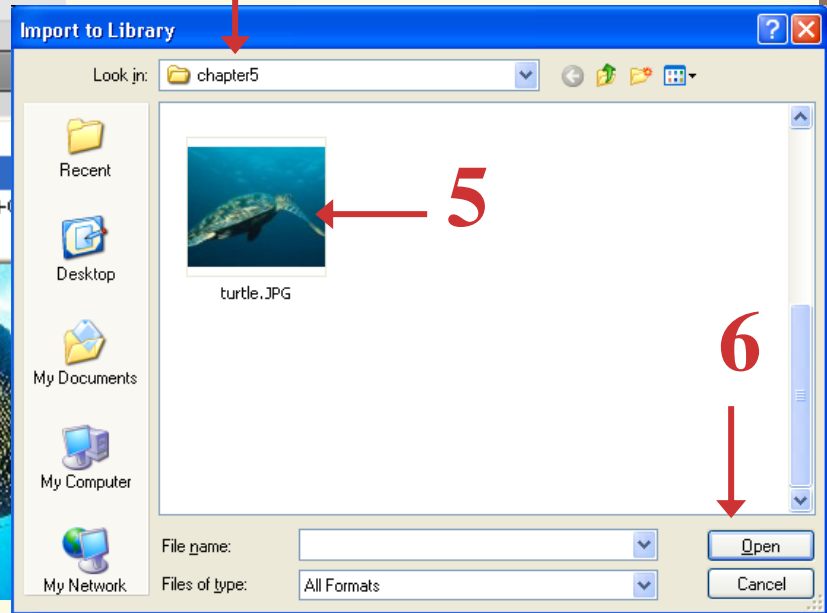 Import to Library
Look in:
chapter5
Recent
Desktop
My Documents
My Computer
My Network
turtle.JPG
5
6
File name:
Open
Files of type:
All Formats
Cancel